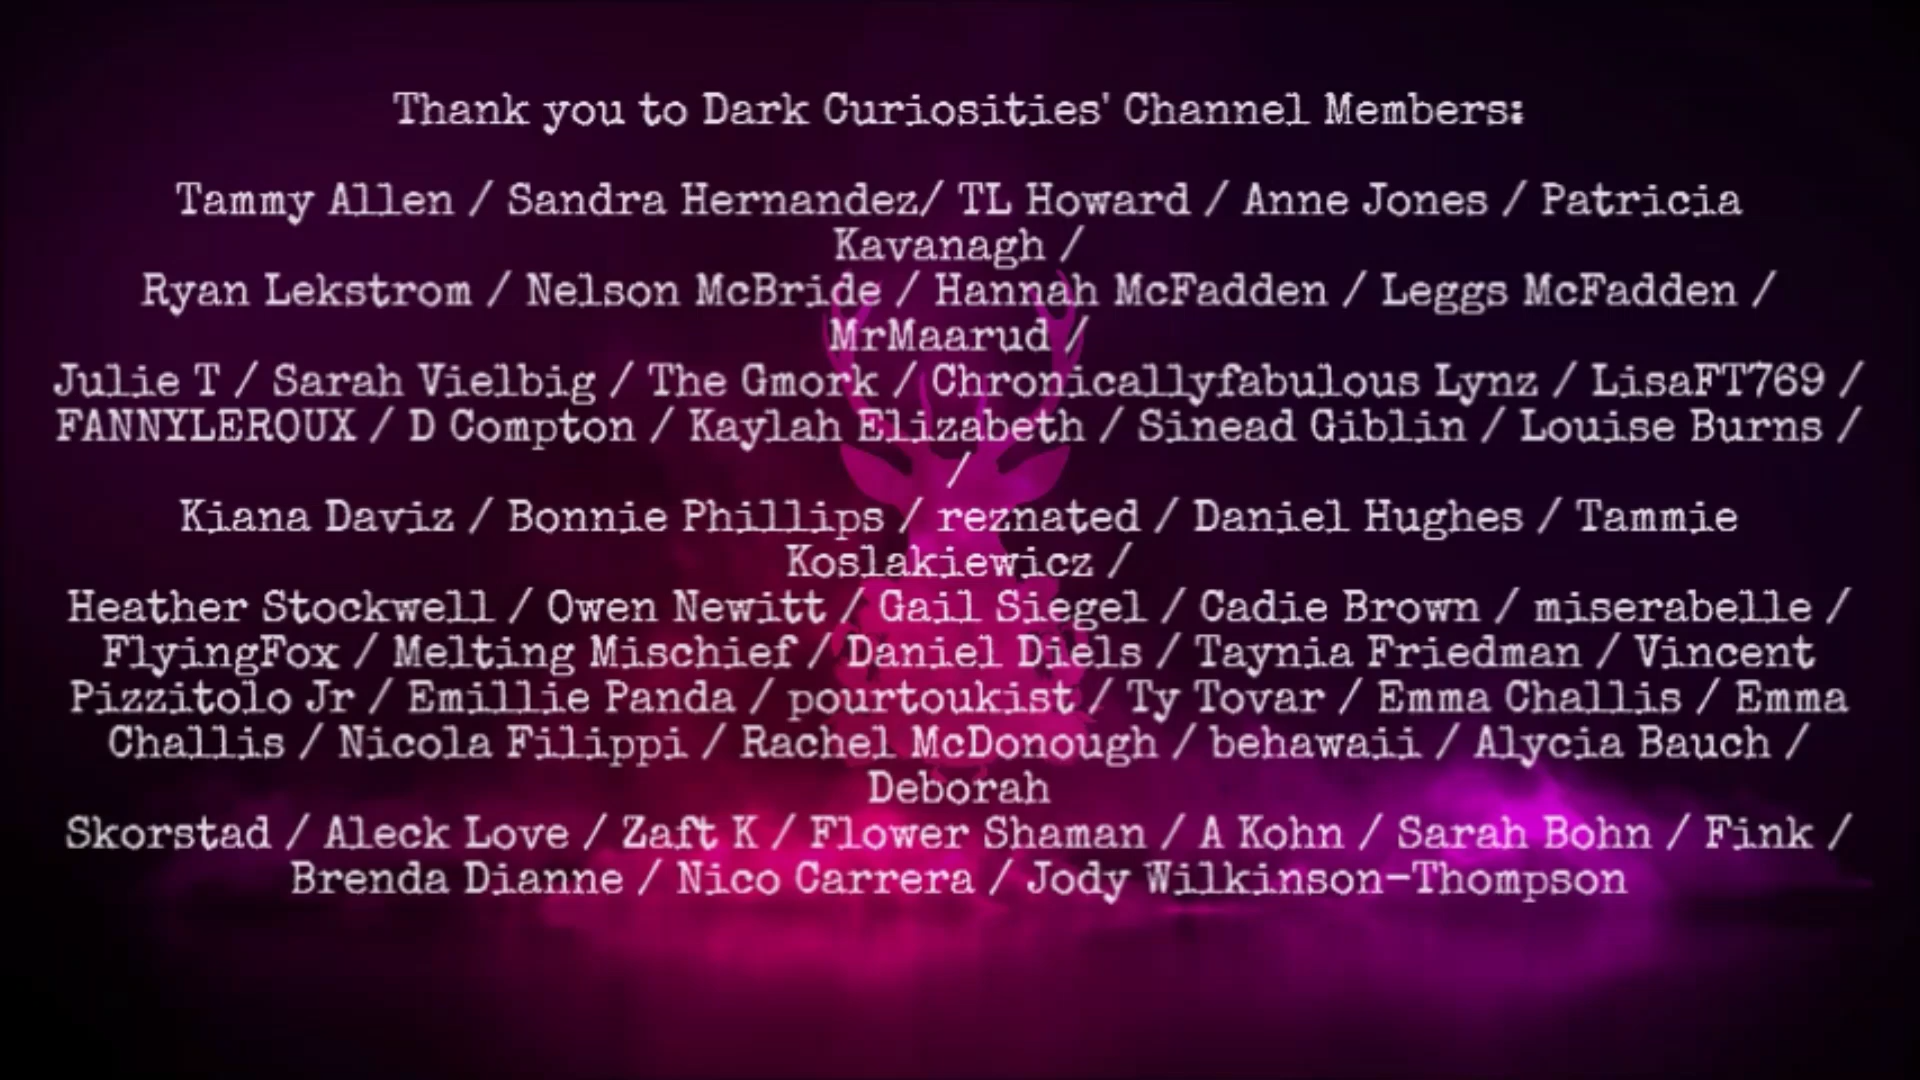 Thank you to Dark Curiosities' Channel Members:
Tammy Allen / Sandra Hernandez/ TL Howard / Anne Jones / Patricia
Kavanagh /
Ryan Lekstrom / Nelson McBride / Hannah McFadden / Leggs McFadden /
MrMaarud /
Julie T / Sarah Vielbig / The Gmork / Chronicallyfabulous Lynz / LisaFT769 /
FANNYLEROUX / D Compton / Kaylah Elizabeth / Sinead Giblin / Louise Burns /
/
Kiana Daviz / Bonnie Phillips / reznated / Daniel Hughes / Tammie
Koslakiewicz /
Heather Stockwell / Owen Newitt / Gail Siegel / Cadie Brown / miserabelle /
FlyingFox / Melting Mischief / Daniel Diels / Taynia Friedman / Vincent
Pizzitolo Jr / Emillie Panda / pourtoukist / Ty Tovar / Emma Challis / Emma
Challis / Nicola Filippi / Rachel McDonough / behawaii / Alycia Bauch /
Deborah
Skorstad / Aleck Love / Zaft K / Flower Shaman / A Kohn / Sarah Bohn / Fink /
Brenda Dianne / Nico Carrera / Jody Wilkinson-Thompson